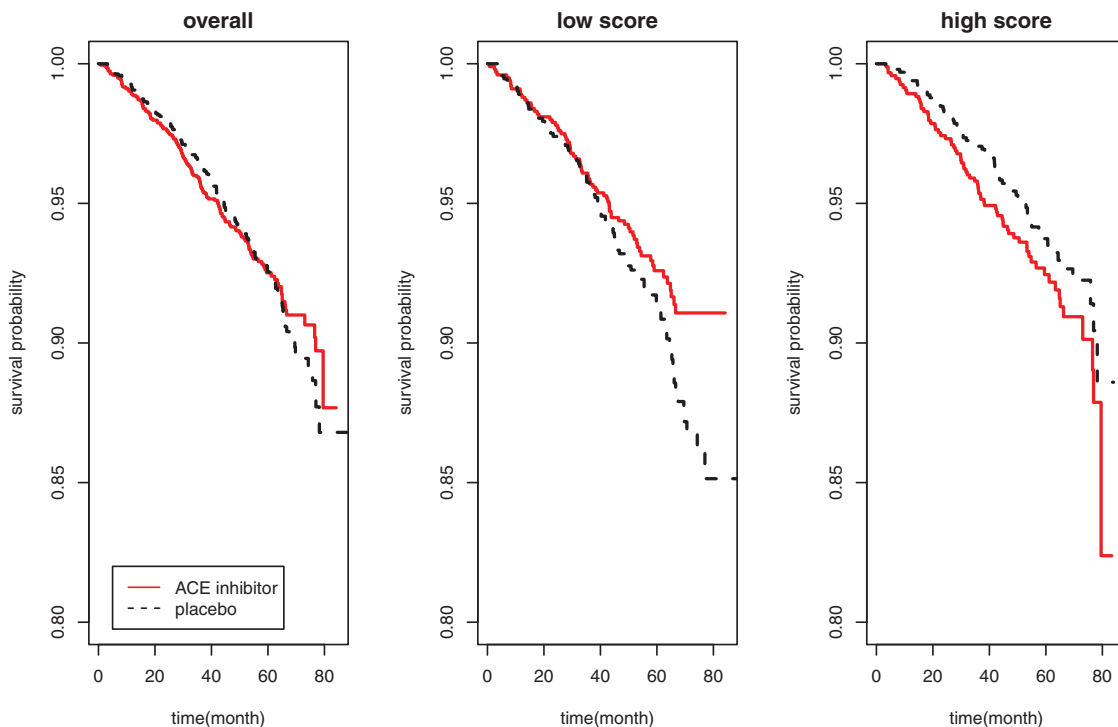 overall
survival probability
1.00
0.95
0.90
0.85
0.80
ACE inhibitor
placebo
0 20 40 60 80
time(month)
low score
survival probability
1.00
0.95
0.90
0.85
0.80
0 20 40 60 80
time(month)
high score
survival probability
1.00
0.95
0.90
0.85
0.80
0 20 40 60 80
time(month)